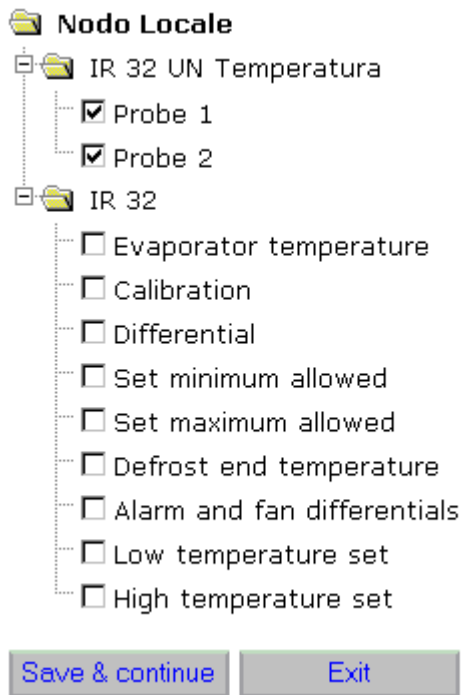 Nodo Locale
IR 32 UN Temperatura
Probe 1
Probe 2
IR 32
Evaporator temperature
Calibration
Differential
Set minimum allowed
Set maximum allowed
Defrost end temperature
Alarm and fan differentials
Low temperature set
High temperature set
Save & continue Exit